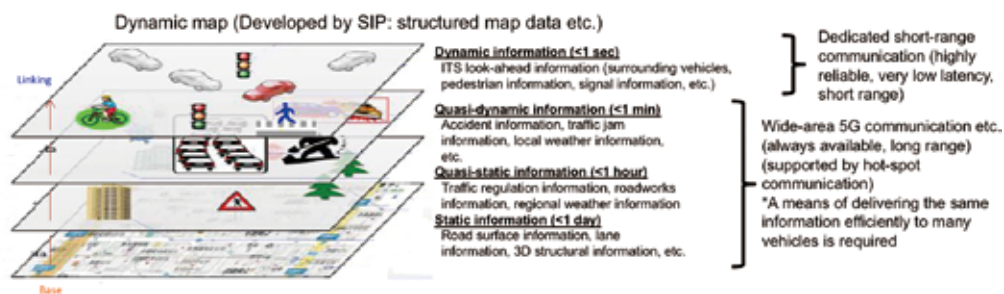 Dynamic map (Developed by SIP: structured map data etc.)
Linking
Base
Dynamic information (<1 sec)
ITS look-ahead information (surrounding vehicles,
pedestrian information, signal information, etc.)
Quasi-dynamic information (<1 min)
Accident information, traffic jam
information, local weather information,
etc.
Quasi-static information (<1 hour)
Traffic regulation information, roadworks
information, regional weather information
Static information (<1 day)
Road surface information, lane
information, 3D structural information, etc.
Dedicated short-range
communication (highly
reliable, very low latency,
short range)
Wide-area 5G communication etc.
(always available, long range)
(supported by hot-spot
communication)
*A means of delivering the same
information efficiently to many
vehicles is required